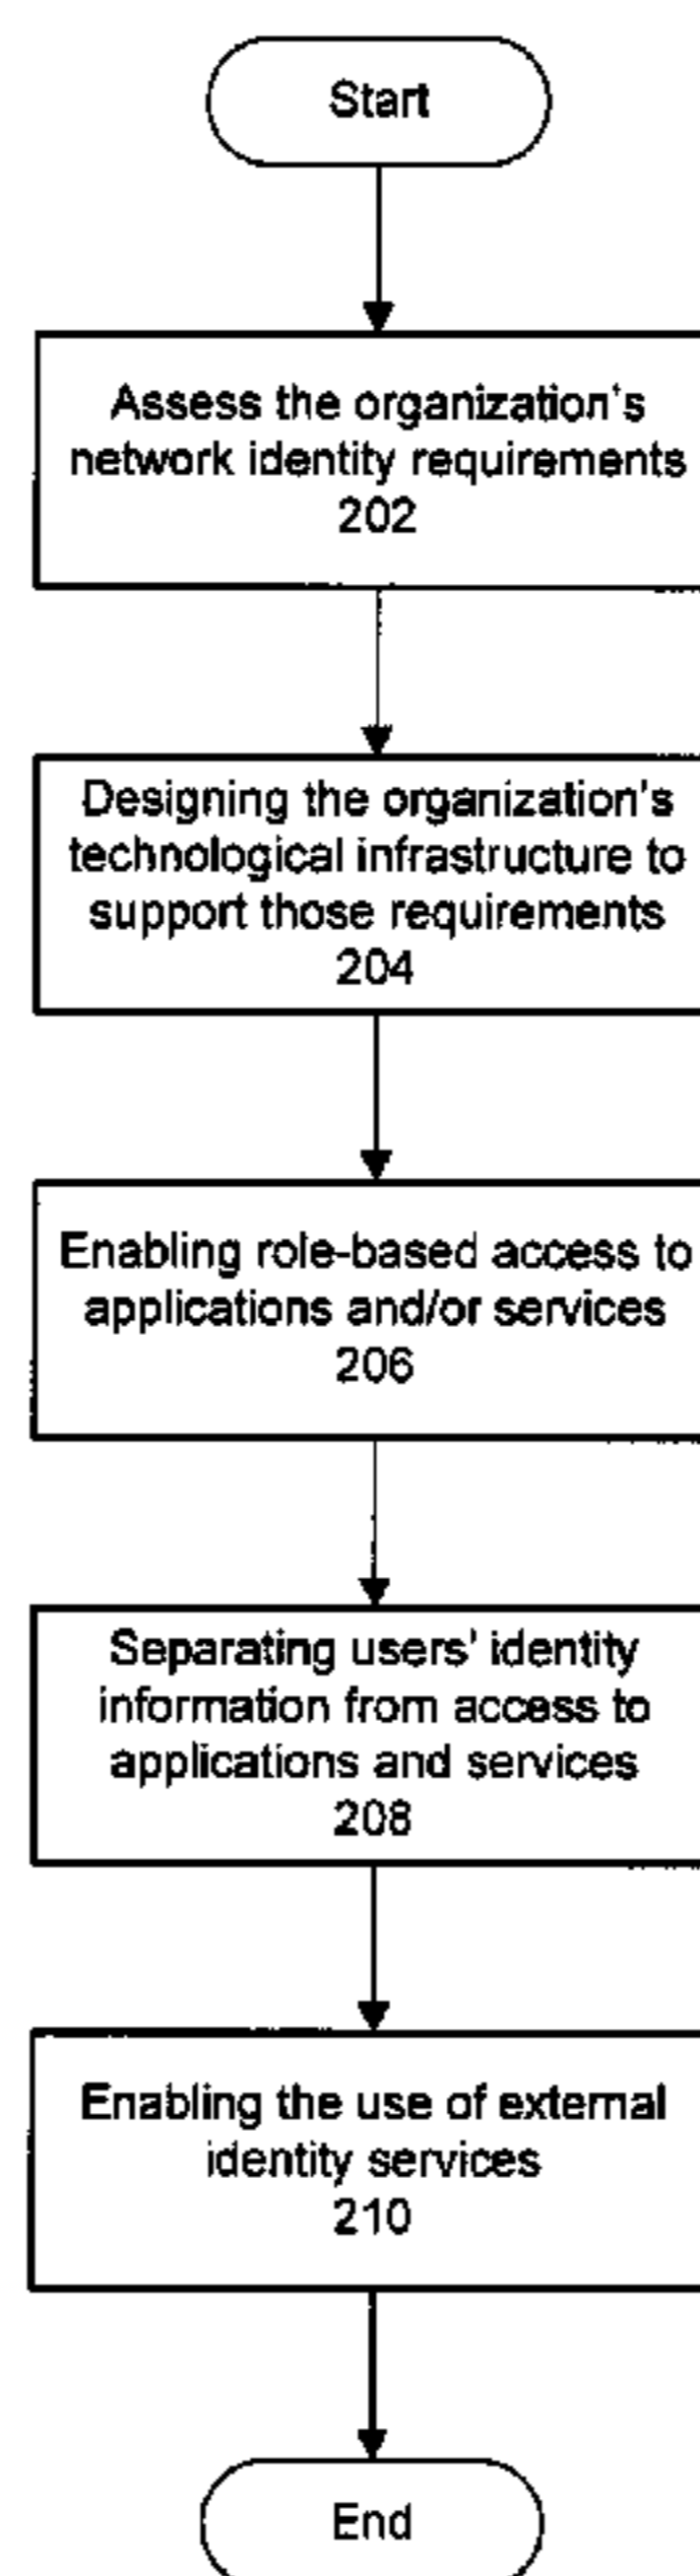 Start
Assess the organization's
network identity requirements
202
Designing the organization's
technological infrastructure to
support those requirements
204
Enabling role-based access to
applications and/or services
206
Separating users' identity
information from access to
applications and services
208
Enabling the use of external
identity services
210
End